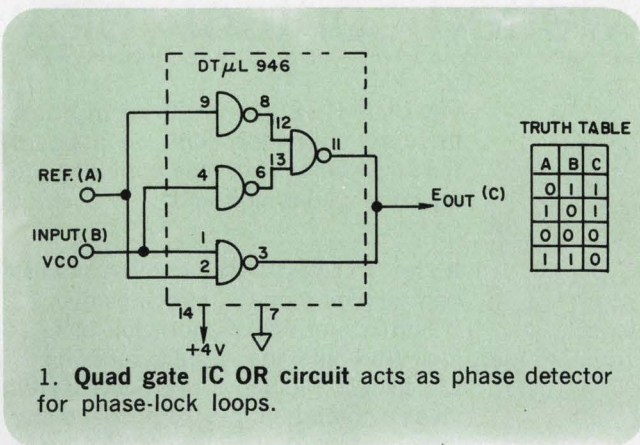 DTμL 946
9
8
12
11
4
6
13
REF. (A)
EOUT (C)
INPUT (B)
VCO
1
2
3
14
7
+4V
TRUTH TABLE
A B C
0 1 1
1 0 1
0 0 0
1 1 0
1. Quad gate IC OR circuit acts as phase detector
for phase-lock loops.